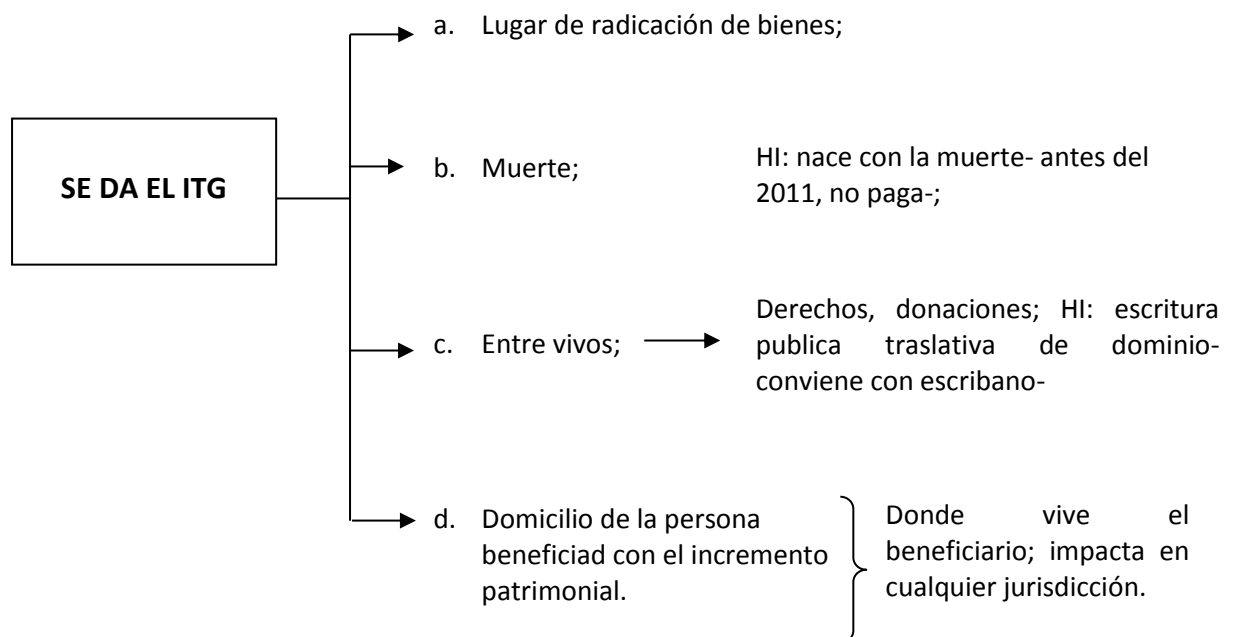 a. Lugar de radicación de bienes;
SE DA EL ITG
b. Muerte;
HI: nace con la muerte- antes del
2011, no paga-;
c. Entre vivos;
Derechos, donaciones; HI: escritura
publica traslativa de dominio-
conviene con escribano-
d. Domicilio de la persona
beneficiad con el incremento
patrimonial.
Donde vive el
beneficiario; impacta en
cualquier jurisdicción.